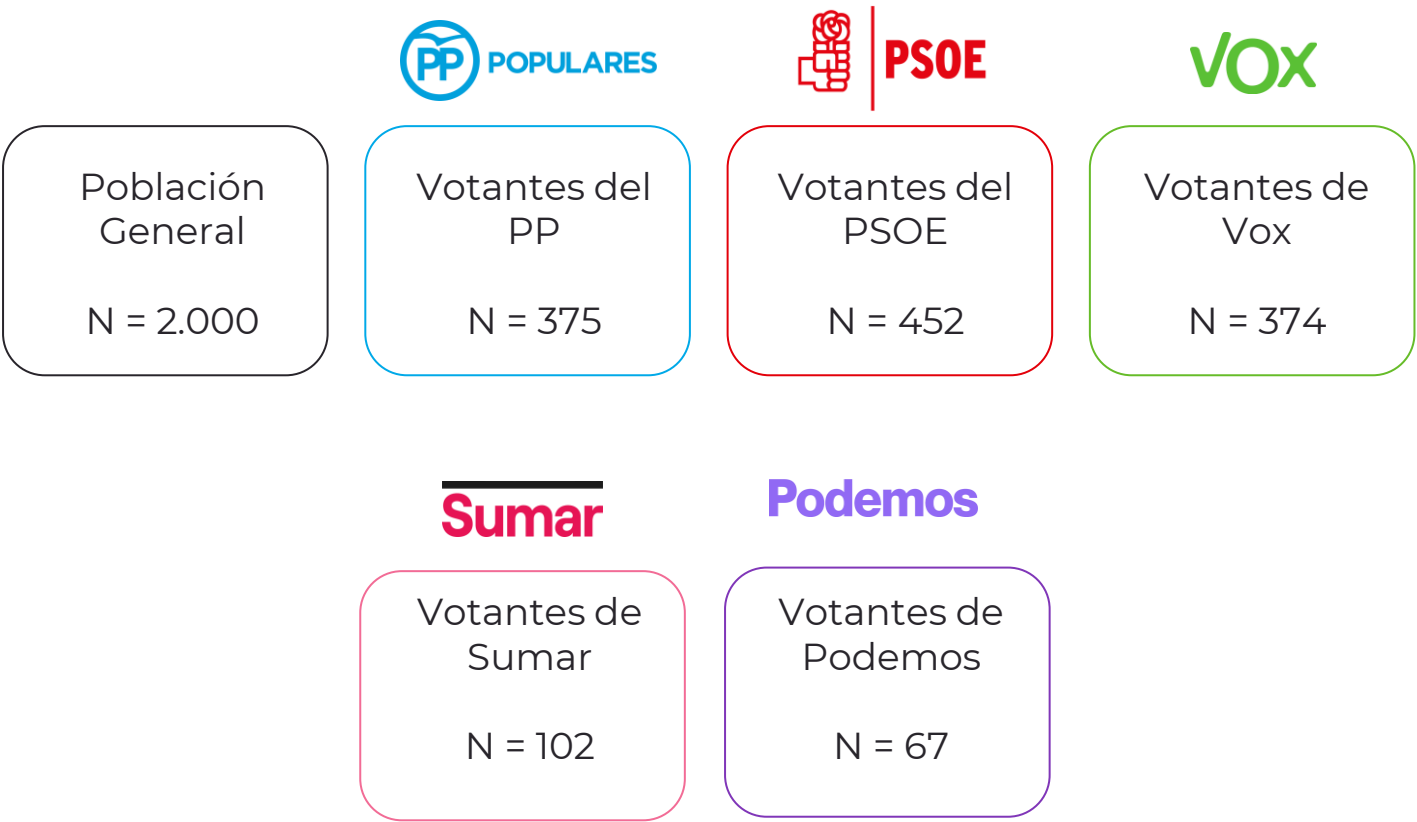 PP POPULARES
PSOE
VOX
Población
General
N = 2.000
Votantes del
PP
N = 375
Votantes del
PSOE
N = 452
Votantes de
Vox
N = 374
Sumar
Podemos
Votantes de
Sumar
N = 102
Votantes de
Podemos
N = 67